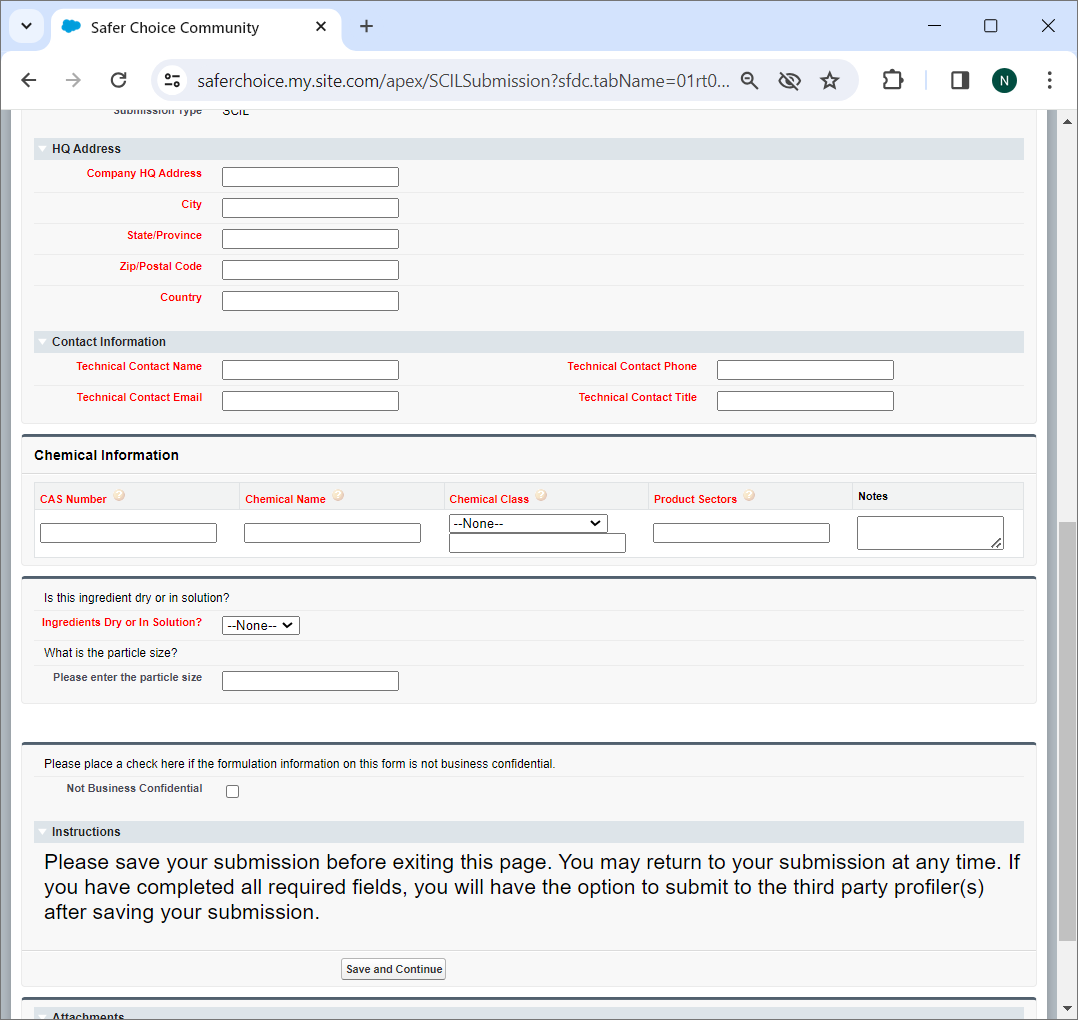 Safer Choice Community
saferchoice.my.site.com/apex/SCILSubmission?sfdc.tabName=01rt0...
N
Submission Type SCIL
HQ Address
Company HQ Address
City
State/Province
Zip/Postal Code
Country
Contact Information
Technical Contact Name Technical Contact Phone
Technical Contact Email Technical Contact Title
Chemical Information
CAS Number ? Chemical Name ? Chemical Class ? Product Sectors ? Notes
--None--
Is this ingredient dry or in solution?
Ingredients Dry or In Solution? --None--
What is the particle size?
Please enter the particle size
Please place a check here if the formulation information on this form is not business confidential.
Not Business Confidential
Instructions
Please save your submission before exiting this page. You may return to your submission at any time. If
you have completed all required fields, you will have the option to submit to the third party profiler(s)
after saving your submission.
Save and Continue
Attachments